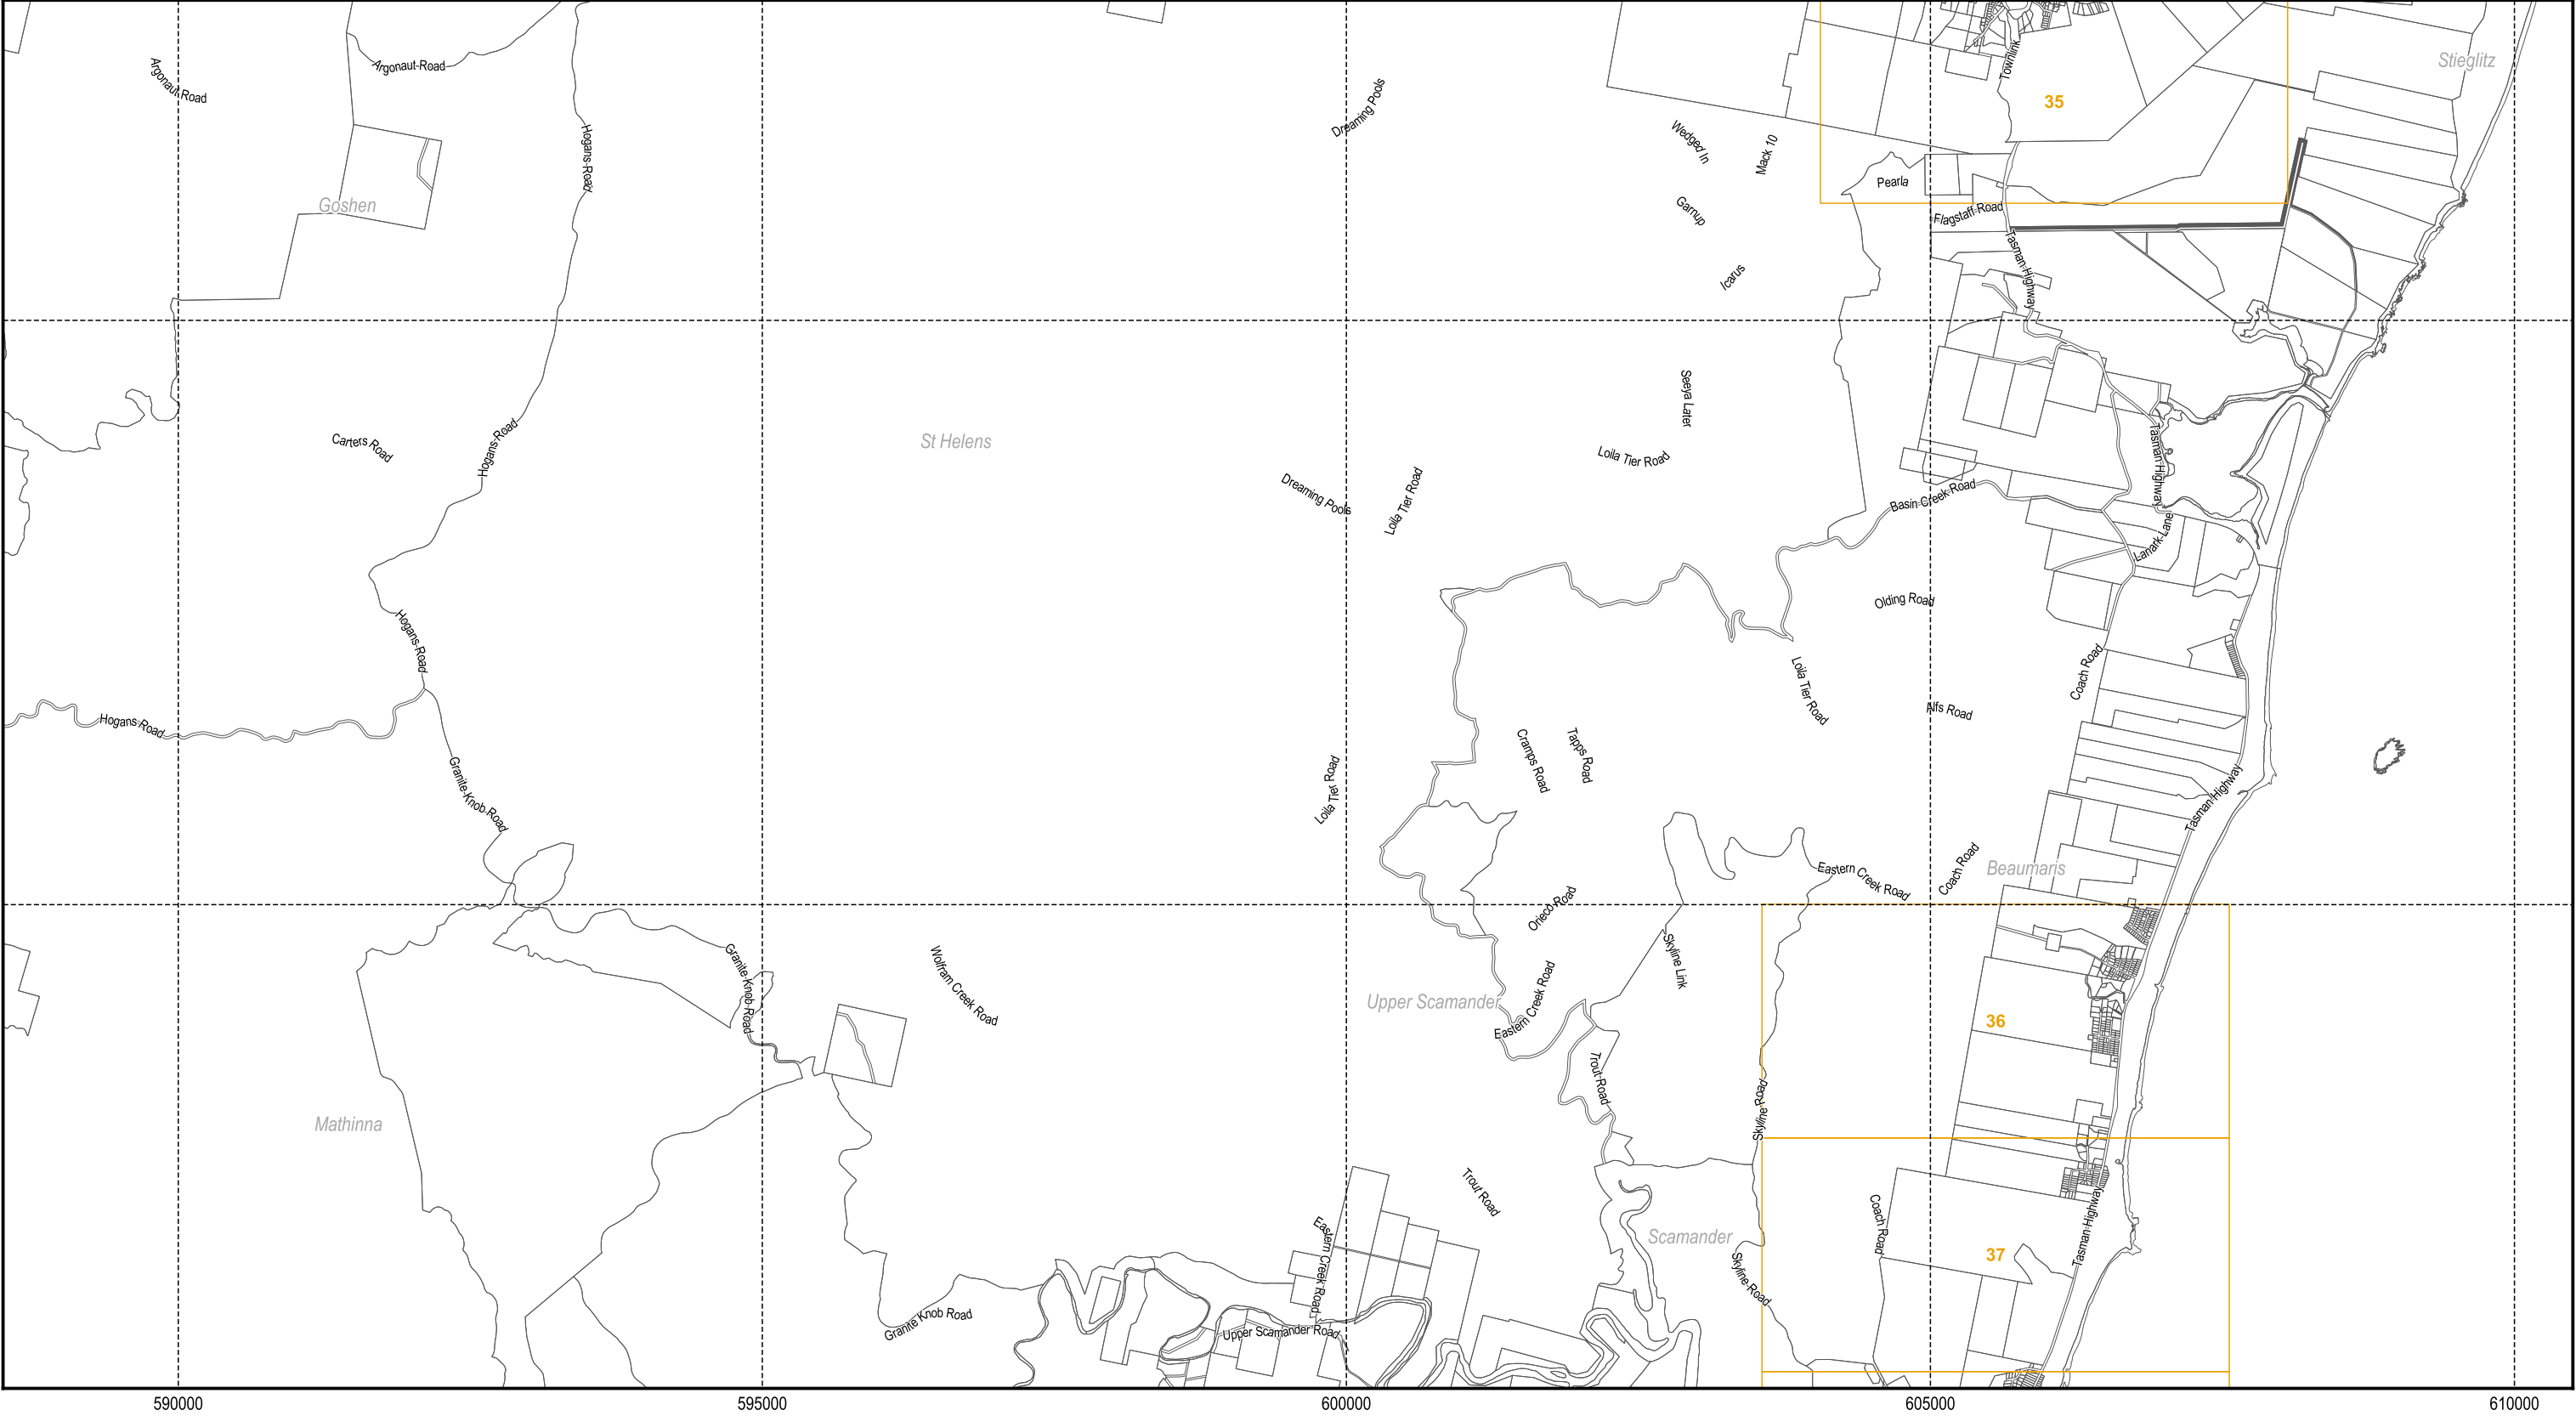 Stieglitz
Townlink
Argonaut Road
Argonaut Road
35
Dreaming Pools
Wedged In
Mack 10
Hogans Road
Pearla
Goshen
Garnup
Flagstaff Road
Tasman Highway
Icarus
Seeya Later
Carters Road
Hogans Road
St Helens
Loila Tier Road
Tasman Highway
Dreaming Pools
Loila Tier Road
Basin Creek Road
Lanark Lane
Olding Road
Hogans Road
Coach Road
Loila Tier Road
Alfs Road
Hogans Road
Cramps Road
Tapps Road
Granite Knob Road
Loila Tier Road
Tasman Highway
Eastern Creek Road
Coach Road
Beaumaris
Orieco Road
Granite Knob Road
Wolfram Creek Road
Skyline Link
Upper Scamander
Eastern Creek Road
36
Trout Road
Skyline Road
Mathinna
Trout Road
Coach Road
Tasman Highway
Eastern Creek Road
Scamander
37
Skyline Road
Granite Knob Road
Upper Scamander Road
590000
595000
600000
605000
610000